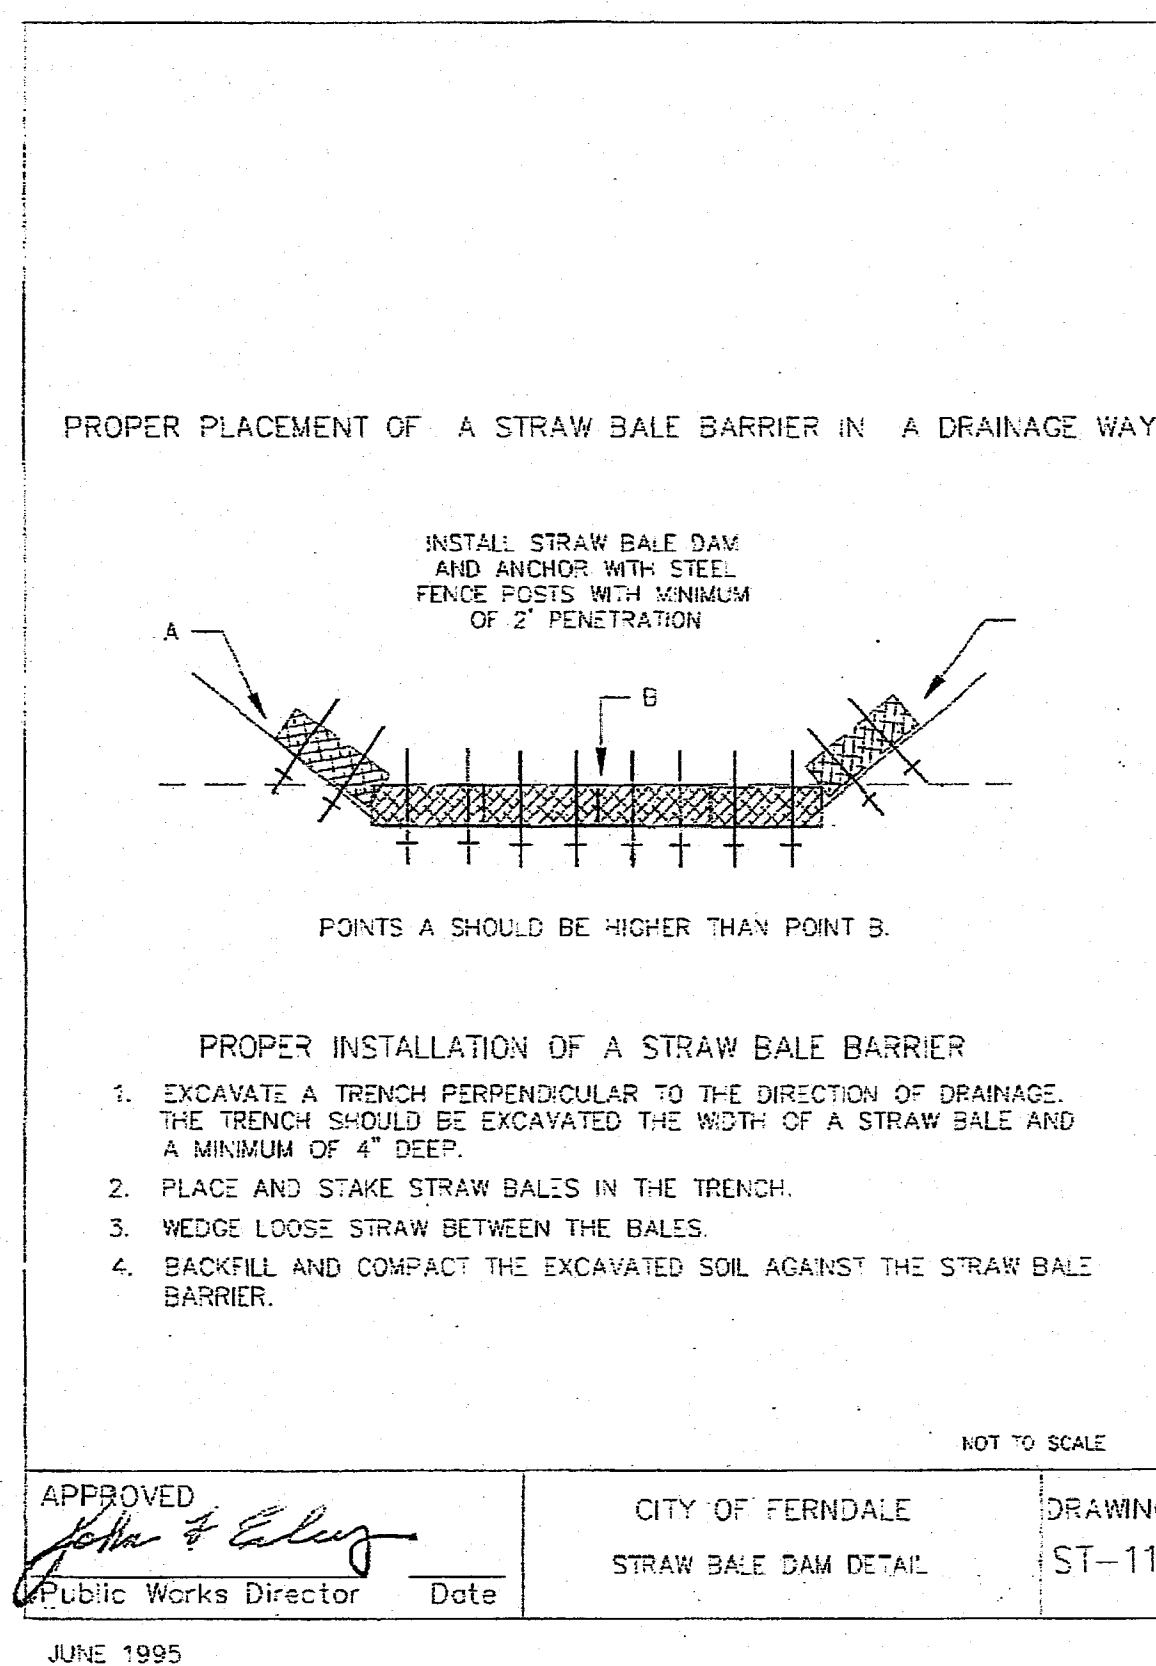 PROPER PLACEMENT OF A STRAW BALE BARRIER IN A DRAINAGE WAY
INSTALL STRAW BALE DAM
AND ANCHOR WITH STEEL
FENCE POSTS WITH MINIMUM
OF 2' PENETRATION
A
B
POINTS A SHOULD BE HIGHER THAN POINT B.
PROPER INSTALLATION OF A STRAW BALE BARRIER
1. EXCAVATE A TRENCH PERPENDICULAR TO THE DIRECTION OF DRAINAGE.
THE TRENCH SHOULD BE EXCAVATED THE WIDTH OF A STRAW BALE AND
A MINIMUM OF 4" DEEP.
2. PLACE AND STAKE STRAW BALES IN THE TRENCH.
3. WEDGE LOOSE STRAW BETWEEN THE BALES.
4. BACKFILL AND COMPACT THE EXCAVATED SOIL AGAINST THE STRAW BALE
BARRIER.
NOT TO SCALE
APPROVED
John F
Public Works Director Date
CITY OF FERNDALE
STRAW BALE DAM DETAIL
DRAWING
ST-11
JUNE 1995